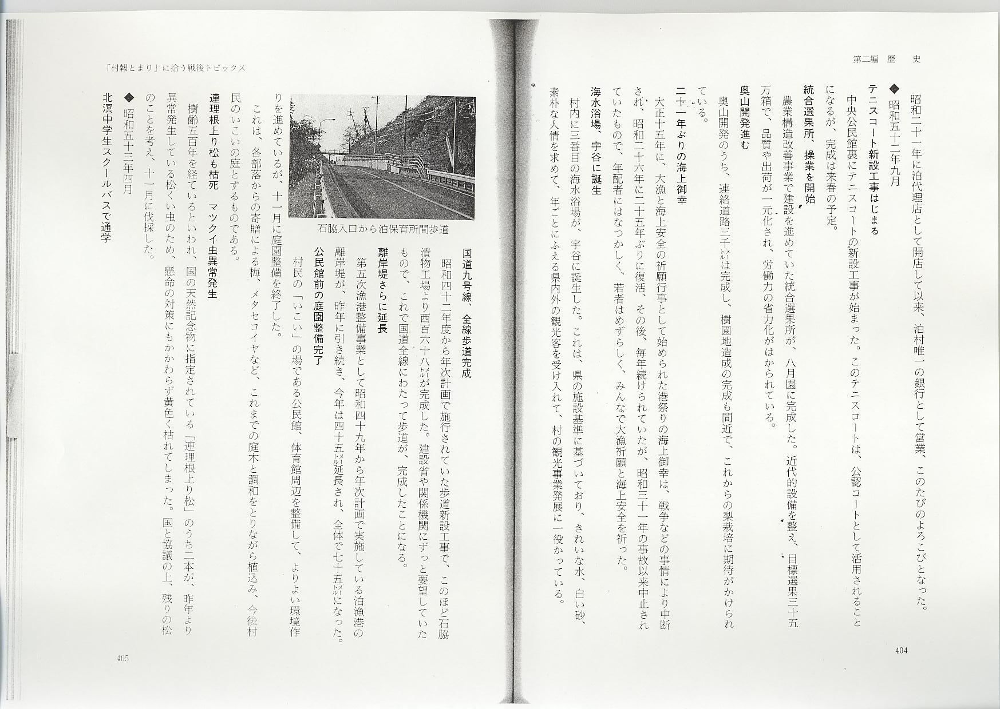 第二編　歴　史
昭和二十一年に泊代理店として開店して以来、泊村唯一の銀行として営業、このたびのよろこびとなった。
◆　昭和五十二年九月
テニスコート新設工事はじまる
中央公民館裏にテニスコートの新設工事が始まった。このテニスコートは、公認コートとして活用されること
になるが、完成は来春の予定。
統合選果所、操業を開始
農業構造改善事業で建設を進めていた統合選果所が、八月園に完成した。近代的設備を整え、目標選果三十五
万箱で、品質や出荷が一元化され、労働力の省力化がはかられている。
奥山開発進む
奥山開発のうち、連絡道路三千㍍は完成し、樹園地造成の完成も間近で、これからの梨栽培に期待がかけられ
ている。
二十一年ぶりの海上御幸
大正十五年に、大漁と海上安全の祈願行事として始められた港祭りの海上御幸は、戦争などの事情により中断
され、昭和二十六年に二十五年ぶりに復活、その後、毎年続けられていたが、昭和三十一年の事故以来中止され
ていたもので、年配者にはなつかしく、若者はめずらしく、みんなで大漁祈願と海上安全を祈った。
海水浴場、宇谷に誕生
村内に三番目の海水浴場が、宇谷に誕生した。これは、県の施設基準に基づいており、きれいな水、白い砂、
素朴な人情を求めて、年ごとにふえる県内外の観光客を受け入れて、村の観光事業発展に一役かっている。
404
「村報とまり」に拾う戦後トピックス
石脇入口から泊保育所間歩道
国道九号線、全線歩道完成
昭和四十二年度から年次計画で施行されていた歩道新設工事で、このほど石脇
漬物工場より西百六十八㍍が完成した。建設省や関係機関にずっと要望していた
もので、これで国道全線にわたって歩道が、完成したことになる。
離岸堤さらに延長
第五次漁港整備事業として昭和四十九年から年次計画で実施している泊漁港の
離岸堤が、昨年に引き続き、今年は四十五㍍延長され、全体で七十五㍍になった。
公民館前の庭園整備完了
村民の「いこい」の場である公民館、体育館周辺を整備して、よりよい環境作
りを進めているが、十一月に庭園整備を終了した。
これは、各部落からの寄贈による梅、メタセコイヤなど、これまでの庭木と調和をとりながら植込み、今後村
民のいこいの庭とするものである。
連理根上り松も枯死　マツクイ虫異常発生
樹齢五百年を経ているといわれ、国の天然記念物に指定されている「連理根上り松」のうち二本が、昨年より
異常発生している松くい虫のため、懸命の対策にもかかわらず黄色く枯れてしまった。国と協議の上、残りの松
のことを考え、十一月に伐採した。
◆　昭和五十三年四月
北溟中学生スクールバスで通学
405